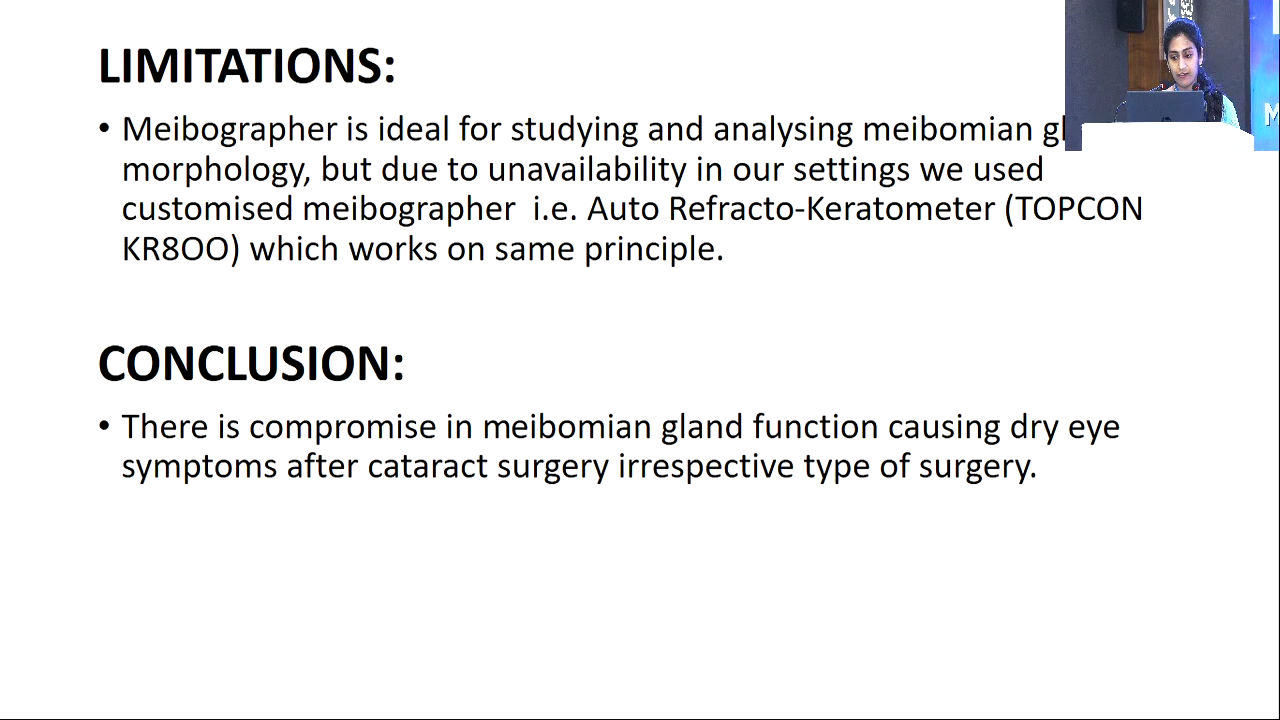 LIMITATIONS:
• Meibographer is ideal for studying and analysing meibomian
morphology, but due to unavailability in our settings we used
customised meibographer i.e. Auto Refracto-Keratometer (TOPCON
KR8OO) which works on same principle.
CONCLUSION:
• There is compromise in meibomian gland function causing dry eye
symptoms after cataract surgery irrespective type of surgery.